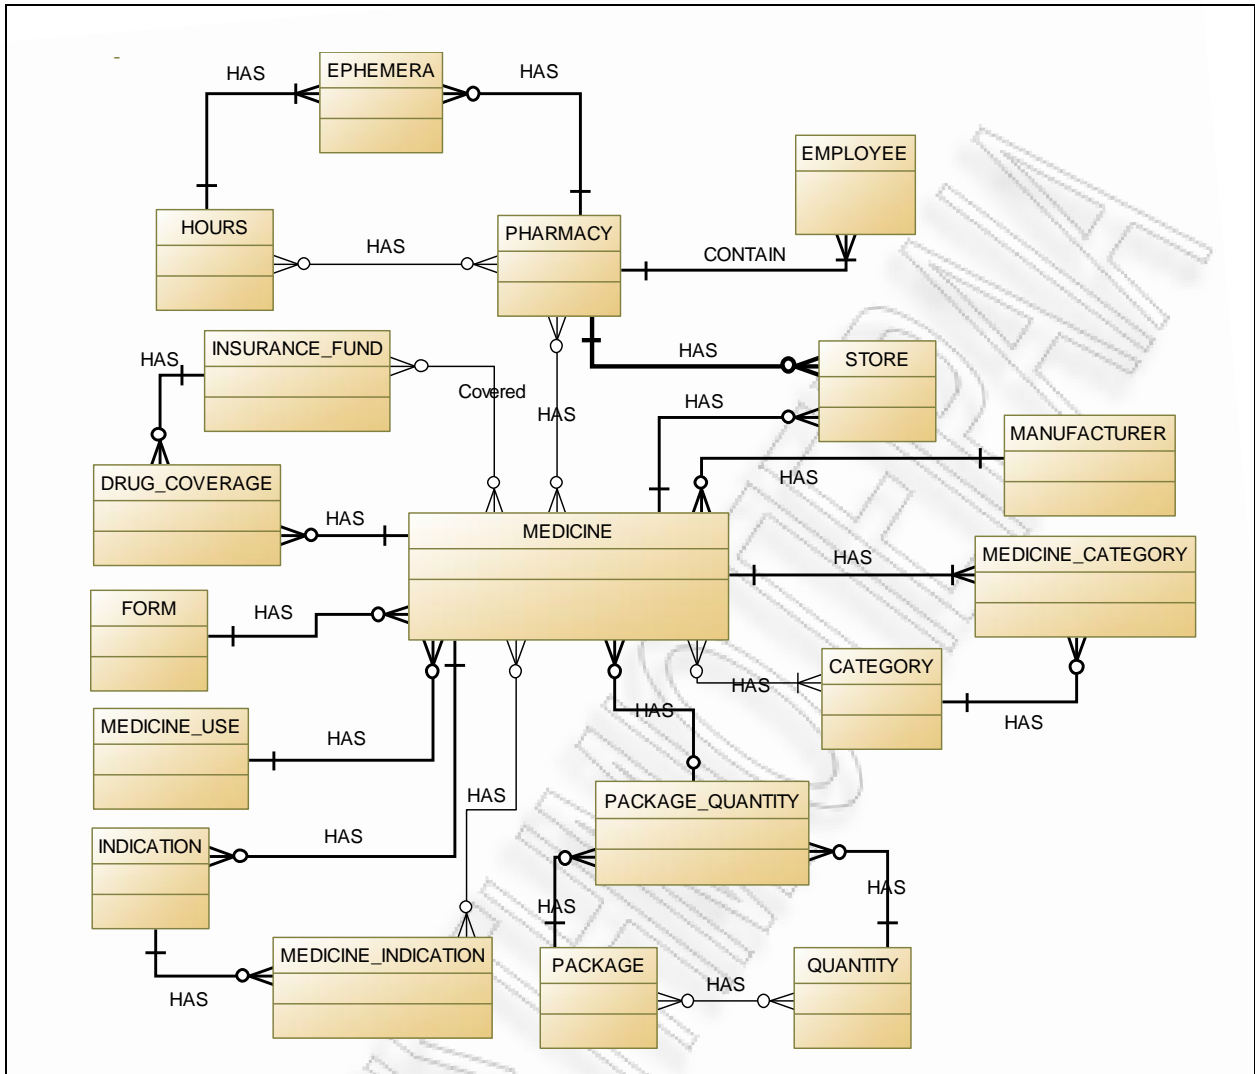 EPHEMERA
HAS
HAS
EMPLOYEE
HOURS
HAS
PHARMACY
CONTAIN
INSURANCE_FUND
HAS
Covered
HAS
HAS
STORE
HAS
MANUFACTURER
HAS
DRUG_COVERAGE
HAS
MEDICINE
HAS
MEDICINE_CATEGORY
FORM
HAS
CATEGORY
HAS
HAS
MEDICINE_USE
HAS
HAS
HAS
PACKAGE_QUANTITY
INDICATION
HAS
HAS
HAS
MEDICINE_INDICATION
HAS
PACKAGE
HAS
QUANTITY